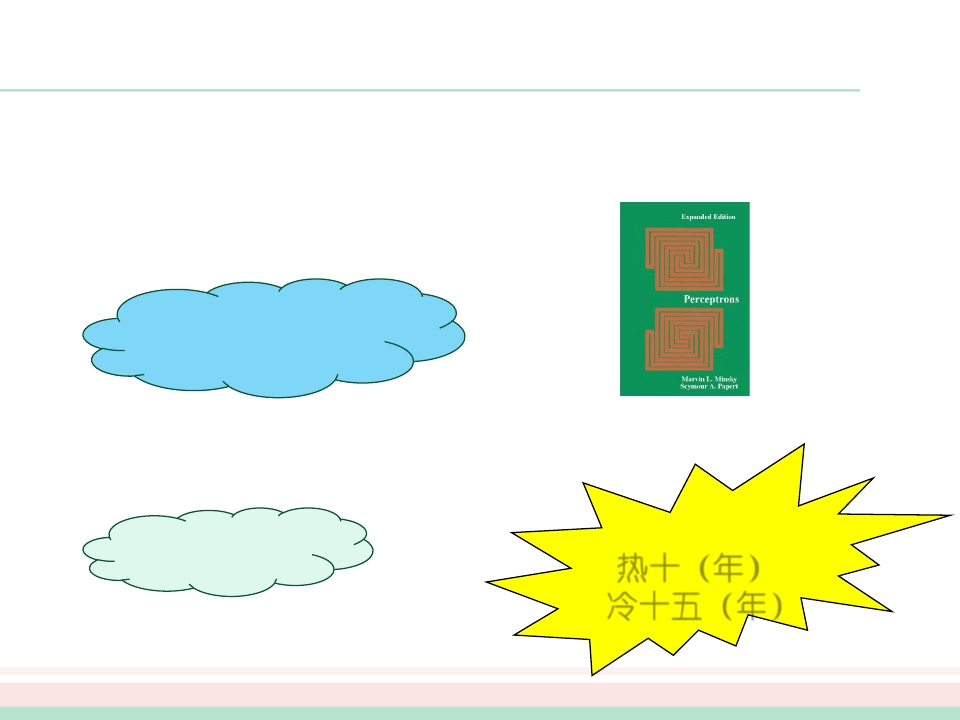 Expanded Edition
Perceptrons
Marvin L. Minsky
Seymour A. Papert
热十（年）
冷十五（年）